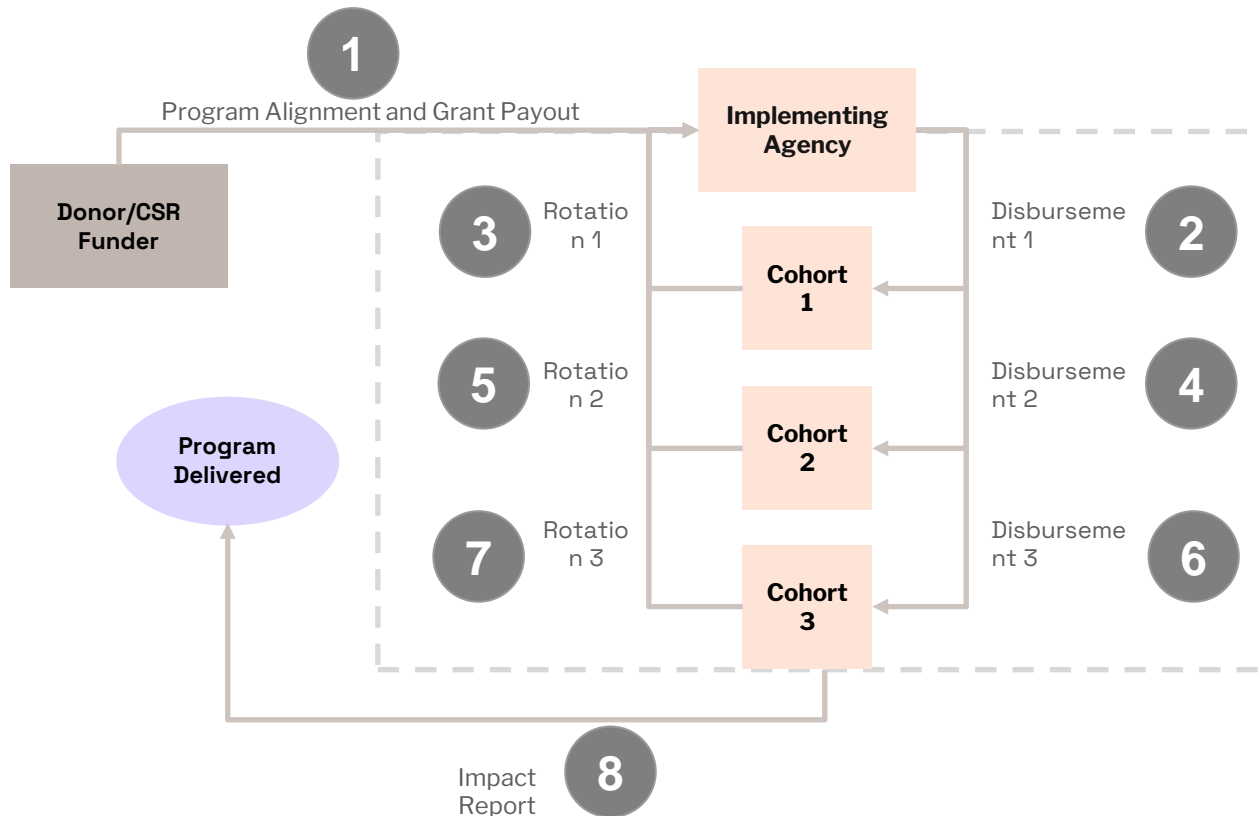 1
Program Alignment and Grant Payout
Implementing
Agency
Donor/CSR
Funder
3
Rotatio
n 1
Disburseme
nt 1
2
Cohort
1
5
Rotatio
n 2
Disburseme
nt 2
4
Cohort
2
Program
Delivered
7
Rotatio
n 3
Disburseme
nt 3
6
Cohort
3
8
Impact
Report